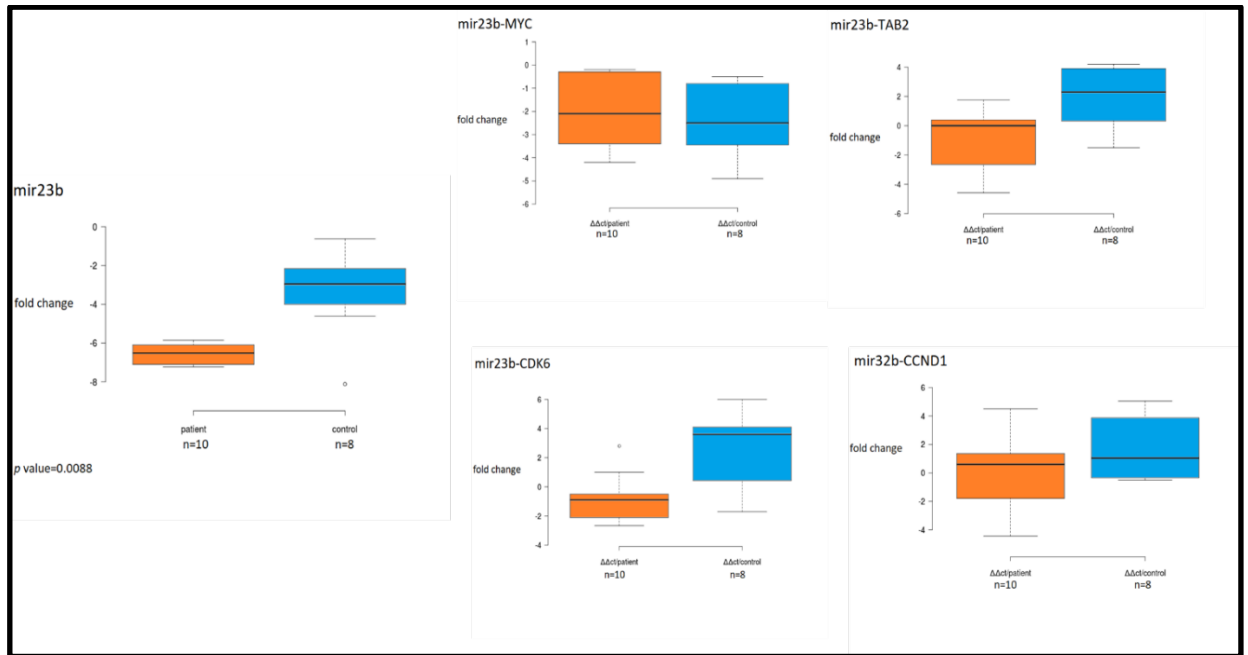 mir23b
0
-2
-4
-6
-8
fold change
patient
control
n=10
n=8
p value=0.0088
mir23b-MYC
1
0
-1
-2
-3
-4
-5
-6
fold change
ΔΔct/patient
ΔΔct/control
n=10
n=8
mir23b-TAB2
4
2
0
-2
-4
-6
fold change
ΔΔct/patient
ΔΔct/control
n=10
n=8
mir23b-CDK6
6
4
2
0
-2
-4
fold change
ΔΔct/patient
ΔΔct/control
n=10
n=8
mir32b-CCND1
6
4
2
0
-2
-4
fold change
ΔΔct/patient
ΔΔct/control
n=10
n=8